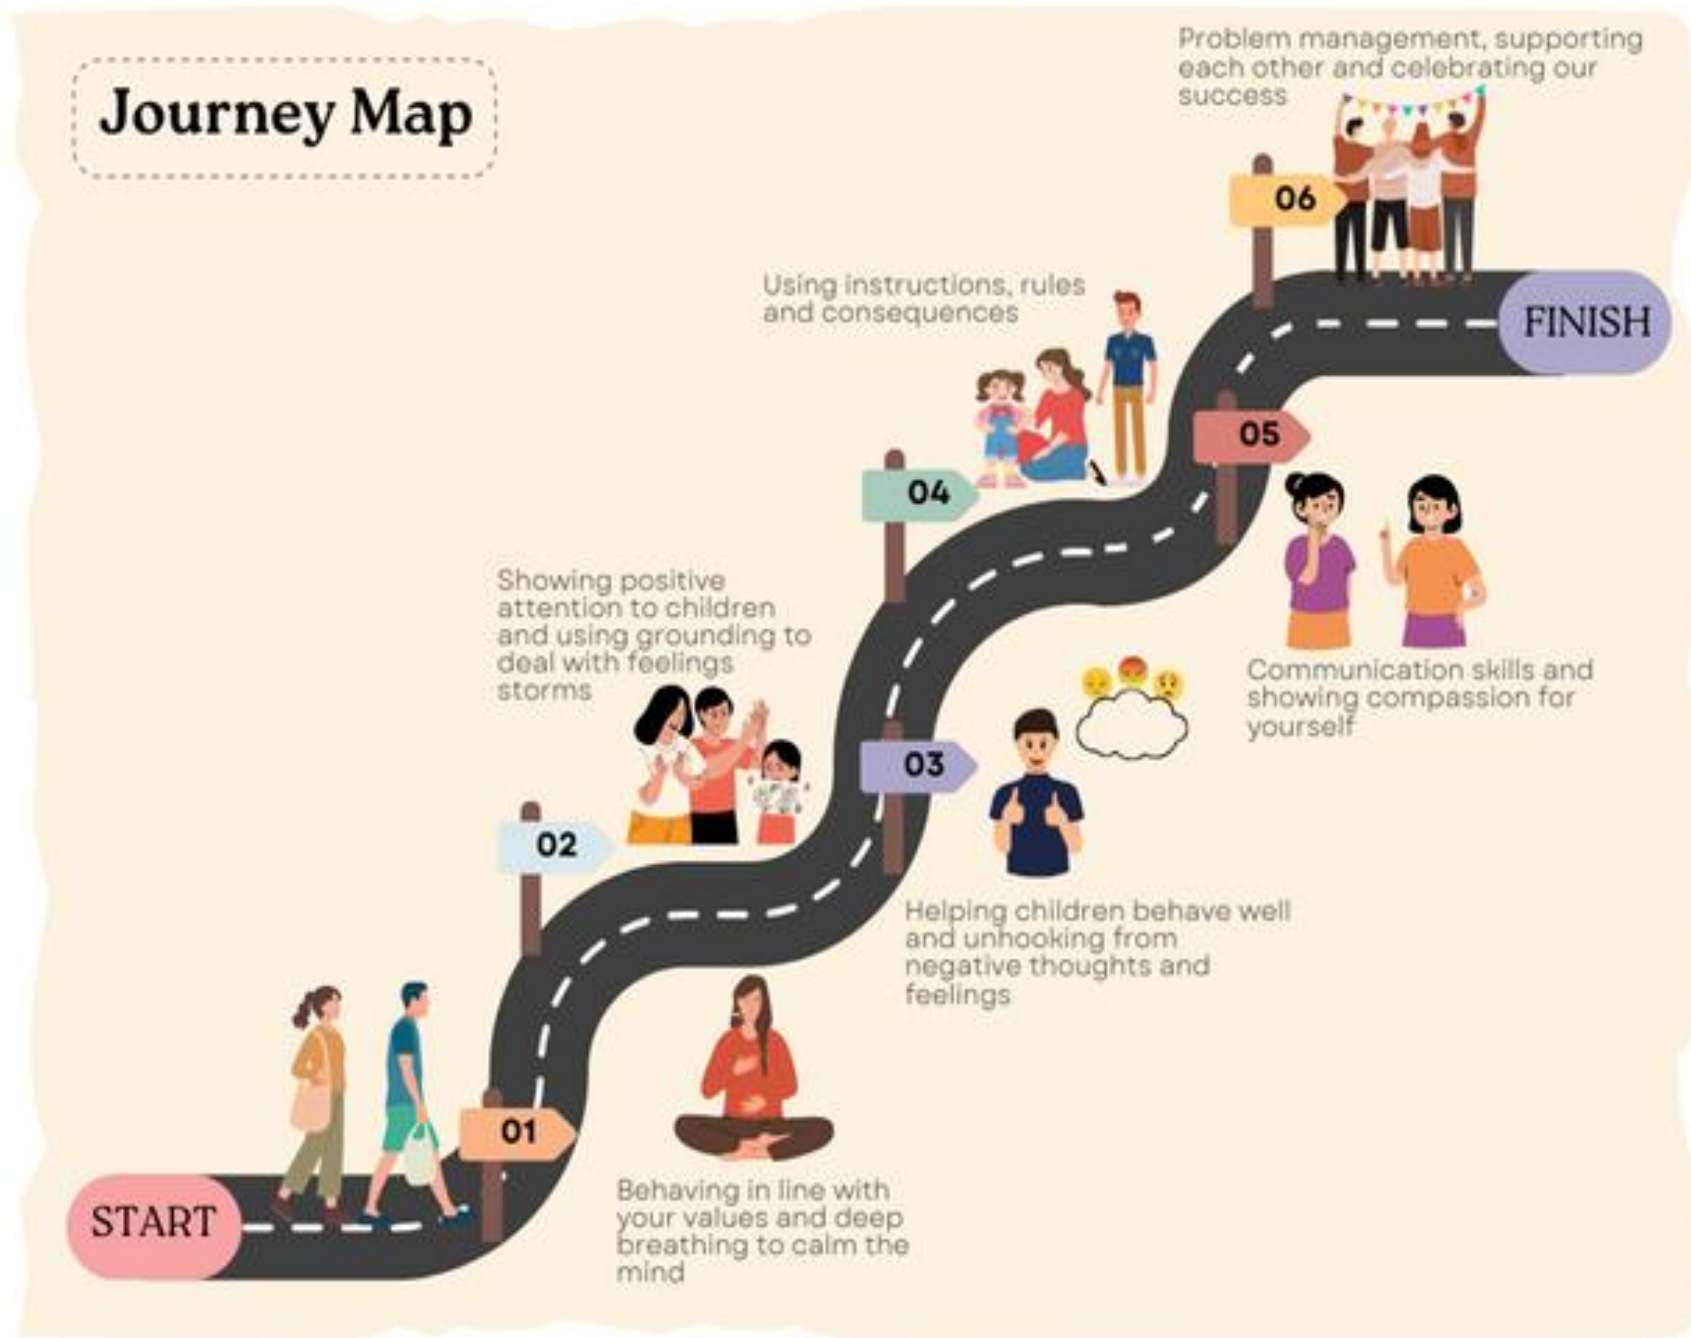 Journey Map
START
01
Behaving in line with
your values and deep
breathing to calm the
mind
02
Showing positive
attention to children
and using grounding to
deal with feelings
storms
03
Helping children behave well
and unhooking from
negative thoughts and
feelings
04
Using instructions, rules
and consequences
05
Communication skills and
showing compassion for
yourself
06
Problem management, supporting
each other and celebrating our
success
FINISH